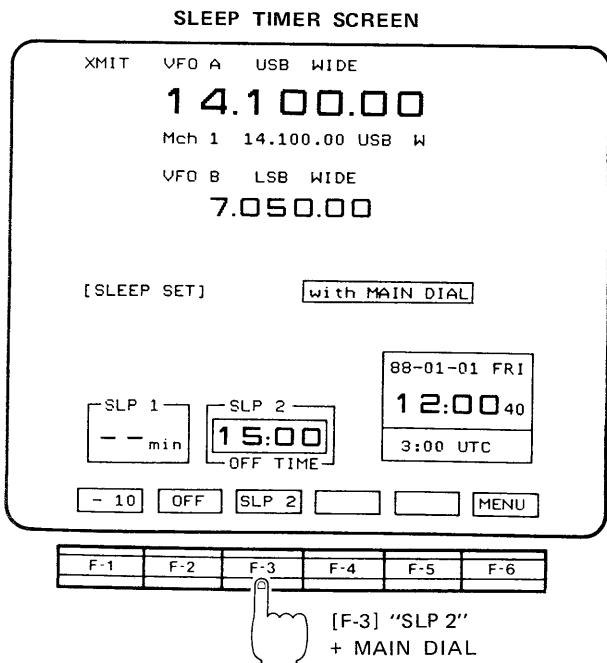 SLEEP TIMER SCREEN
XMIT VFO A USB WIDE
14.100.00
Mch 1 14.100.00 USB W
VFO B LSB WIDE
7.050.00
[SLEEP SET] with MAIN DIAL
88-01-01 FRI
12:00 40
3:00 UTC
SLP 1
-- min
SLP 2
15:00
OFF TIME
- 10 OFF SLP 2 MENU
F-1 F-2 F-3 F-4 F-5 F-6
[F-3] "SLP 2"
+ MAIN DIAL